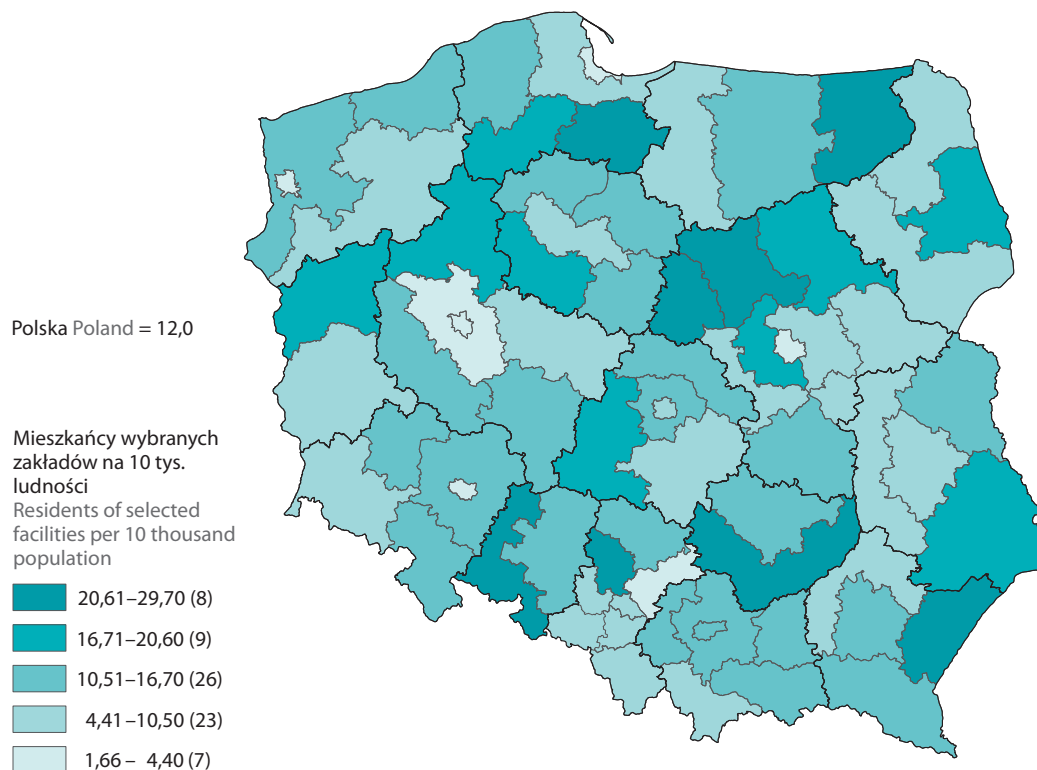 Polska Poland = 12,0
Mieszkańcy wybranych
zakładów na 10 tys.
ludności
Residents of selected
facilities per 10 thousand
population
20,61–29,70 (8)
16,71–20,60 (9)
10,51–16,70 (26)
4,41–10,50 (23)
1,66– 4,40 (7)